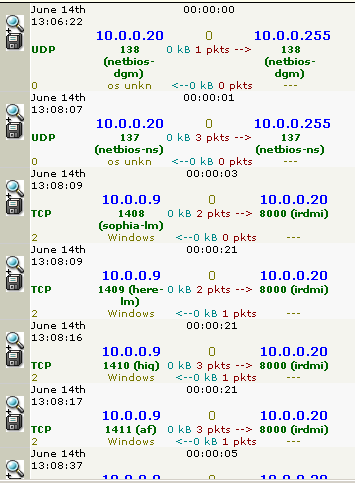 June 14th 00:00:00
13:06:22
10.0.0.20 0 10.0.0.255
UDP 138 0 kB 1 pkts --> 138
(netbios- (netbios-
dgm) dgm)
0 os unkn <--0 kB 0 pkts ---
June 14th 00:00:01
13:08:07
10.0.0.20 0 10.0.0.255
UDP 137 0 kB 3 pkts --> 137
(netbios-ns) (netbios-ns)
0 os unkn <--0 kB 0 pkts ---
June 14th 00:00:03
13:08:09
10.0.0.9 0 10.0.0.20
TCP 1408 0 kB 2 pkts --> 8000 (irdmi)
(sophia-lm)
2 Windows <--0 kB 0 pkts ---
June 14th 00:00:21
13:08:09
10.0.0.9 0 10.0.0.20
TCP 1409 (here- 0 kB 2 pkts --> 8000 (irdmi)
lm)
2 Windows <--0 kB 1 pkts ---
June 14th 00:00:21
13:08:16
10.0.0.9 0 10.0.0.20
TCP 1410 (hiq) 0 kB 3 pkts --> 8000 (irdmi)
2 Windows <--0 kB 1 pkts ---
June 14th 00:00:21
13:08:17
10.0.0.9 0 10.0.0.20
TCP 1411 (af) 0 kB 3 pkts --> 8000 (irdmi)
2 Windows <--0 kB 1 pkts ---
June 14th 00:00:05
13:08:37